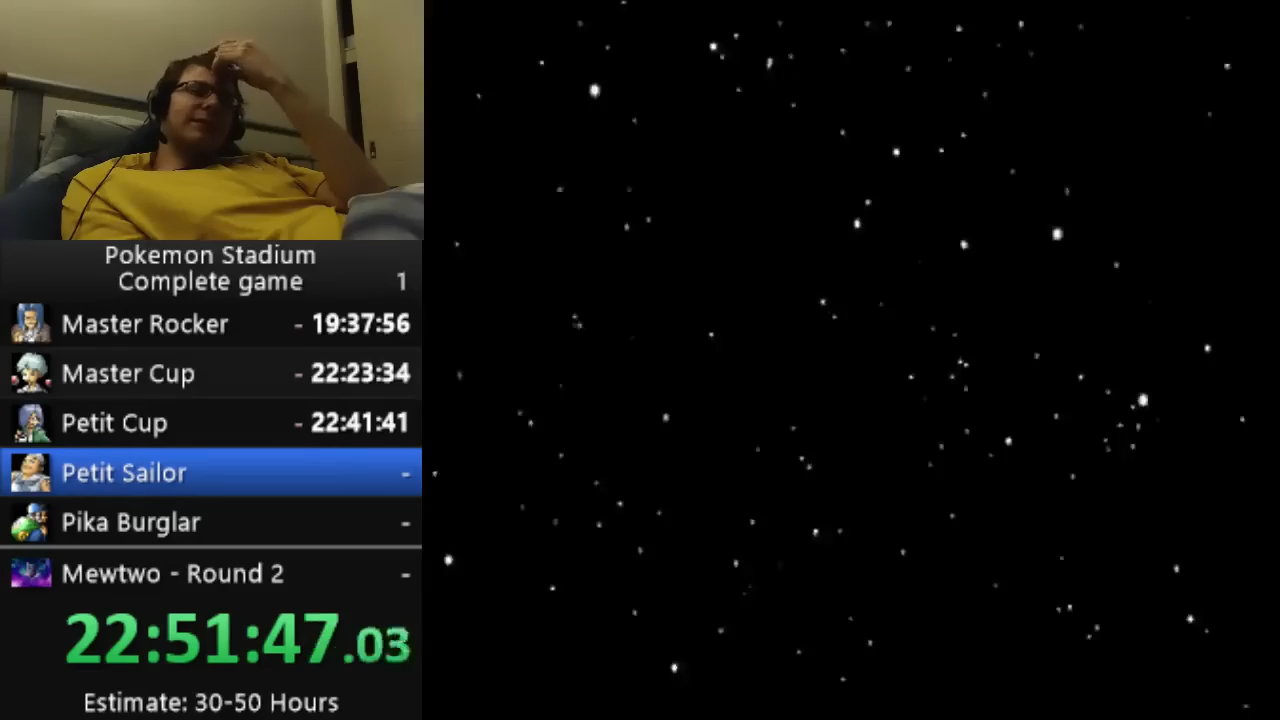 Pokemon Stadium
Complete game 1
Master Rocker - 19:37:56
Master Cup - 22:23:34
Petit Cup - 22:41:41
Petit Sailor -
Pika Burglar -
Mewtwo - Round 2 -
22:51:47.03
Estimate: 30-50 Hours